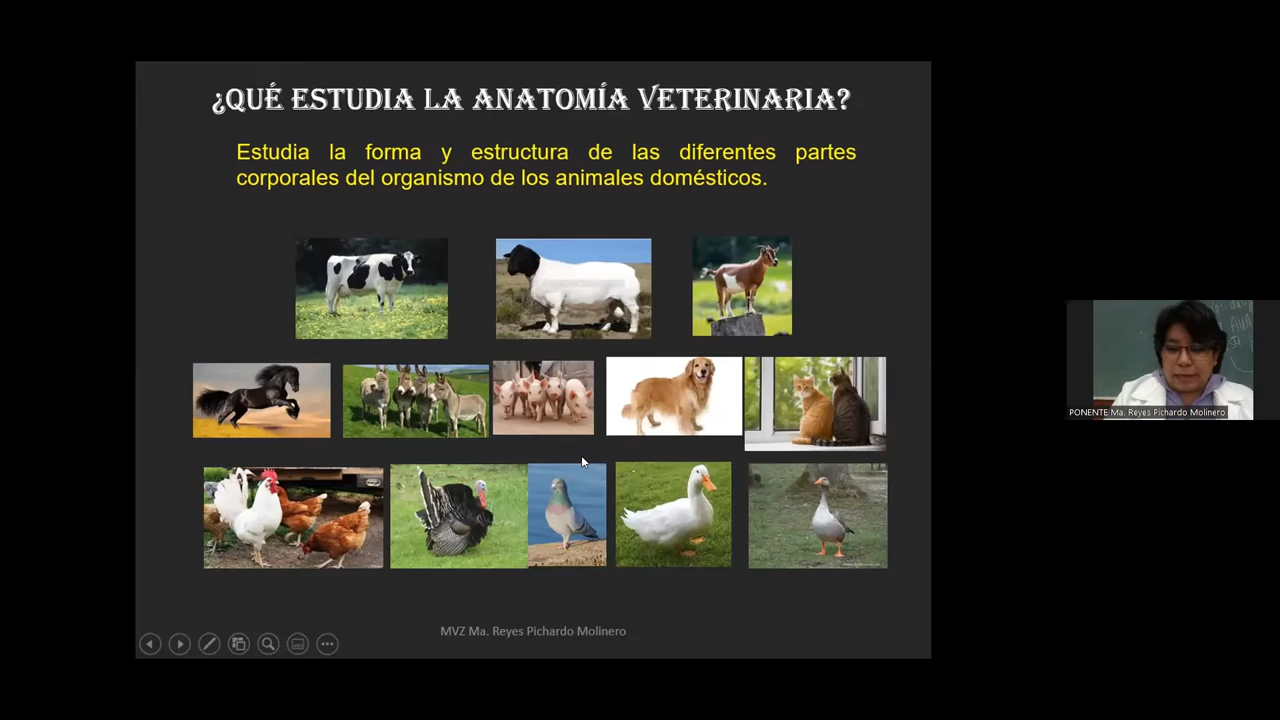 ¿QUÉ ESTUDIA LA ANATOMÍA VETERINARIA?
Estudia la forma y estructura de las diferentes partes
corporales del organismo de los animales domésticos.
PONENTE Ma. Reyes Pichardo Molinero
MVZ Ma. Reyes Pichardo Molinero